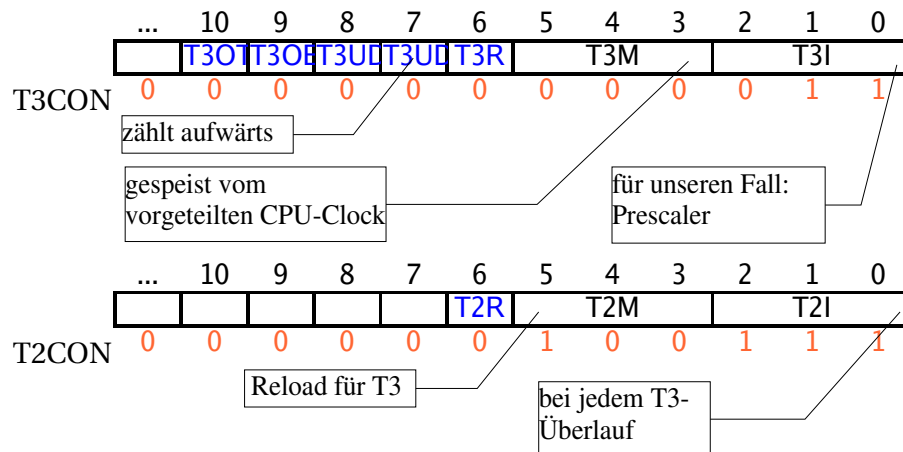 ... 10 9 8 7 6 5 4 3 2 1 0
T3OT T3OE T3UD T3UD T3R T3M T3I
T3CON 0 0 0 0 0 0 0 0 0 0 1 1
zählt aufwärts
gespeist vom
vorgeteilten CPU-Clock
für unseren Fall:
Prescaler
... 10 9 8 7 6 5 4 3 2 1 0
T2R T2M T2I
T2CON 0 0 0 0 0 0 1 0 0 1 1 1
Reload für T3
bei jedem T3-
Überlauf